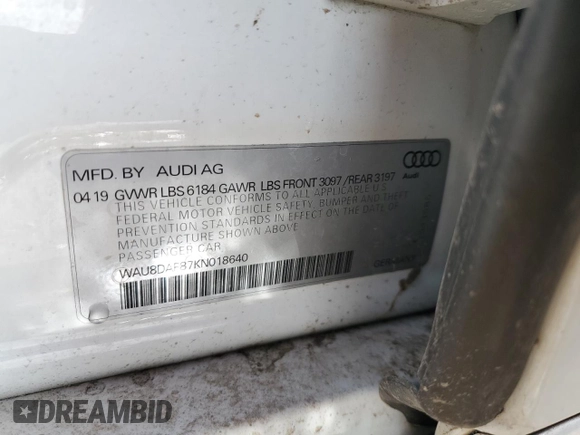 MFD. BY AUDI AG
04 19 GVWR LBS 6184 GAWR LBS FRONT 3097 /REAR 3197
Audi
THIS VEHICLE CONFORMS TO ALL APPLICABLE U.S.
FEDERAL MOTOR VEHICLE SAFETY, BUMPER AND THEFT
PREVENTION STANDARDS IN EFFECT ON THE DATE OF
MANUFACTURE SHOWN ABOVE
PASSENGER CAR
WAU8DAF87KN018640
DREAMBID